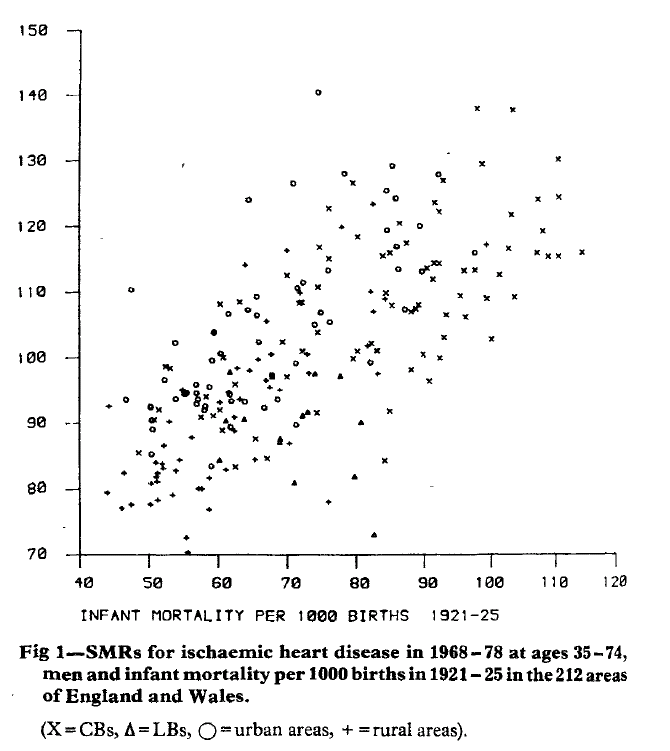 150
140
130
120
110
100
90
80
70
40 50 60 70 80 90 100 110 120
INFANT MORTALITY PER 1000 BIRTHS 1921-25
Fig 1—SMRs for ischaemic heart disease in 1968–78 at ages 35–74,
men and infant mortality per 1000 births in 1921–25 in the 212 areas
of England and Wales.
(X=CBs, Δ=LBs, ○=urban areas, +=rural areas).